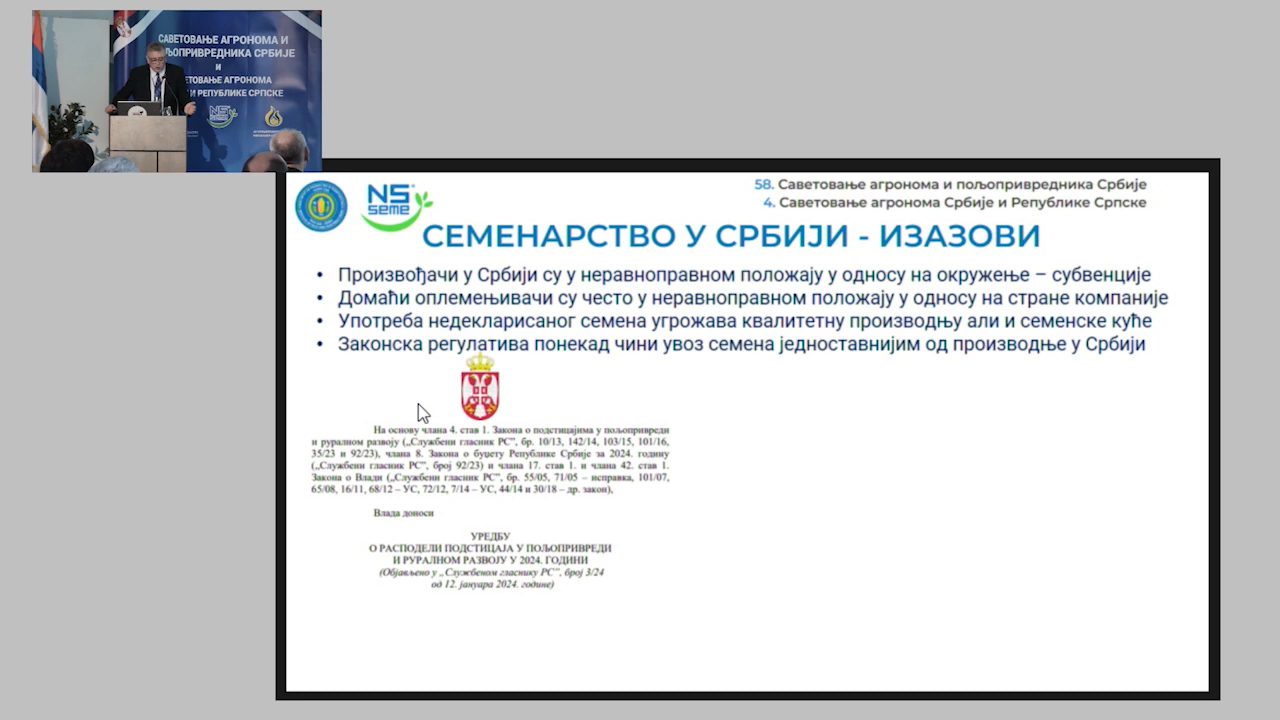 САВЕТОВАЊЕ АГРОНОМА И
ПОЉОПРИВРЕДНИКА СРБИЈЕ
И
САВЕТОВАЊЕ АГРОНОМА
И РЕПУБЛИКЕ СРПСКЕ
NS
NS
seme
58. Саветовање агронома и пољопривредника Србије
4. Саветовање агронома Србије и Републике Српске
СЕМЕНАРСТВО У СРБИЈИ - ИЗАЗОВИ
• Произвођачи у Србији су у неравноправном положају у односу на окружење – субвенције
• Домаћи оплемењивачи су често у неравноправном положају у односу на стране компаније
• Употреба недекларисаног семена угрожава квалитетну производњу али и семенске куће
• Законска регулатива понекад чини увоз семена једноставнијим од производње у Србији
На основу члана 4. став 1. Закона о подстицајима у пољопривреди
и руралном развоју („Службени гласник РС”, бр. 10/13, 142/14, 103/15, 101/16,
35/23 и 92/23), члана 8. Закона о буџету Републике Србије за 2024. годину
(„Службени гласник РС”, број 92/23) и члана 17. став 1. и члана 42. став 1.
Закона о Влади („Службени гласник РС”, бр. 55/05, 71/05 – исправка, 101/07,
65/08, 16/11, 68/12 – УС, 72/12, 7/14 – УС, 44/14 и 30/18 – др. закон),
Влада доноси
УРЕДБУ
О РАСПОДЕЛИ ПОДСТИЦАЈА У ПОЉОПРИВРЕДИ
И РУРАЛНОМ РАЗВОЈУ У 2024. ГОДИНИ
(Објављено у „Службеном гласнику РС”, број 3/24
од 12. јануара 2024. године)